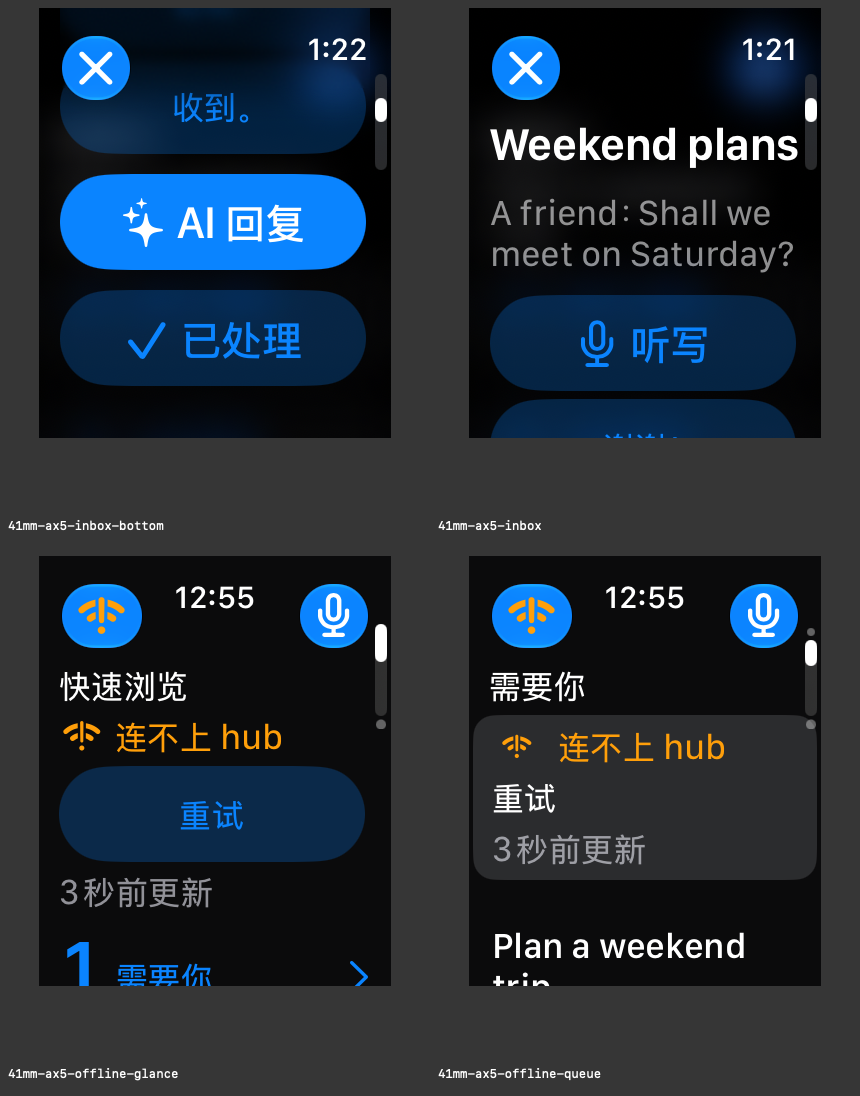 1:22
收到。
AI 回复
已处理
41mm-ax5-inbox-bottom
1:21
Weekend plans
A friend: Shall we
meet on Saturday?
听写
41mm-ax5-inbox
12:55
快速浏览
连不上 hub
重试
3秒前更新
1 需要你
41mm-ax5-offline-glance
12:55
需要你
连不上 hub
重试
3秒前更新
Plan a weekend
trip
41mm-ax5-offline-queue